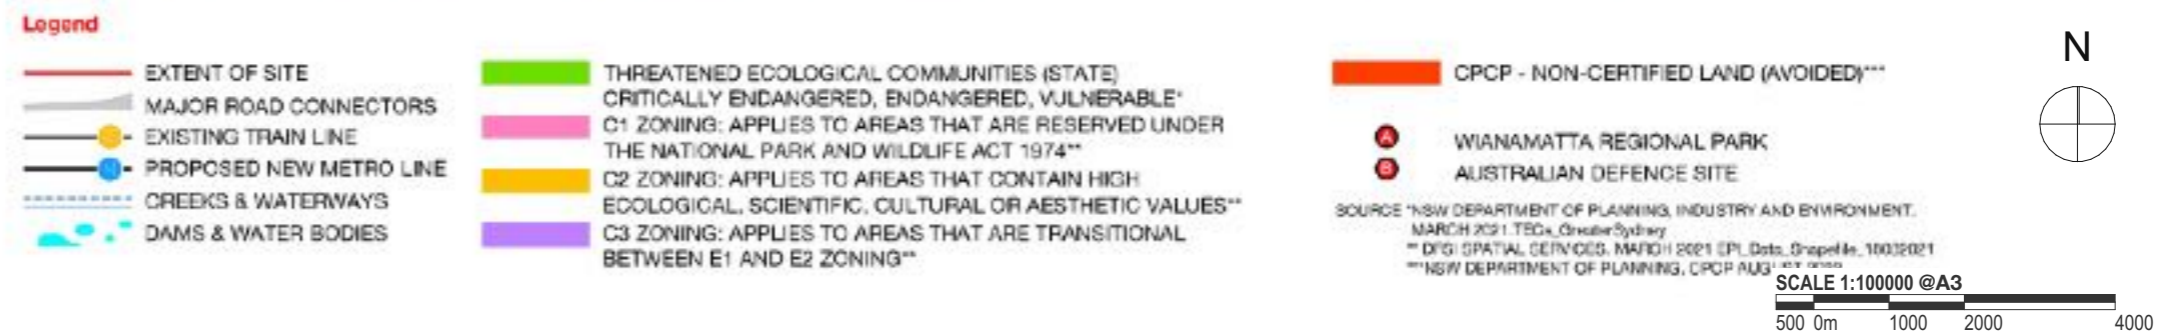 Legend
EXTENT OF SITE
MAJOR ROAD CONNECTORS
EXISTING TRAIN LINE
PROPOSED NEW METRO LINE
CREEKS & WATERWAYS
DAMS & WATER BODIES
THREATENED ECOLOGICAL COMMUNITIES (STATE)
CRITICALLY ENDANGERED, ENDANGERED, VULNERABLE*
C1 ZONING: APPLIES TO AREAS THAT ARE RESERVED UNDER
THE NATIONAL PARK AND WILDLIFE ACT 1974**
C2 ZONING: APPLIES TO AREAS THAT CONTAIN HIGH
ECOLOGICAL, SCIENTIFIC, CULTURAL OR AESTHETIC VALUES**
C3 ZONING: APPLIES TO AREAS THAT ARE TRANSITIONAL
BETWEEN E1 AND E2 ZONING**
CPCP - NON-CERTIFIED LAND (AVOIDED)***
A WIANAMATTA REGIONAL PARK
B AUSTRALIAN DEFENCE SITE
SOURCE *NSW DEPARTMENT OF PLANNING, INDUSTRY AND ENVIRONMENT,
MARCH 2021 TECs_GreaterSydney
** DFSI SPATIAL SERVICES, MARCH 2021 EPI_Data_Shapefile_
***NSW DEPARTMENT OF PLANNING, CPCP
N
SCALE 1:100000 @A3
500 0m 1000 2000 4000